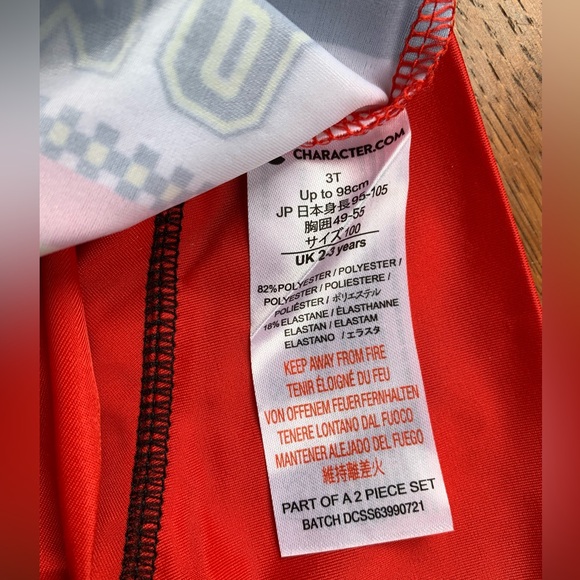 CHARACTER.COM
3T
Up to 98cm
JP 日本身長95-105
胸囲49-55
サイズ100
UK 2-3 years
82% POLYESTER / POLYESTER /
POLYESTER / POLIESTERE /
POLIÉSTER / ポリエステル
18% ELASTANE / ÉLASTHANNE
ELASTAN / ELASTAM
ELASTANO / エラスタ
KEEP AWAY FROM FIRE
TENIR ÉLOIGNÉ DU FEU
VON OFFENEM FEUER FERNHALTEN
TENERE LONTANO DAL FUOCO
MANTENER ALEJADO DEL FUEGO
維持離差火
PART OF A 2 PIECE SET
BATCH DCSS63990721